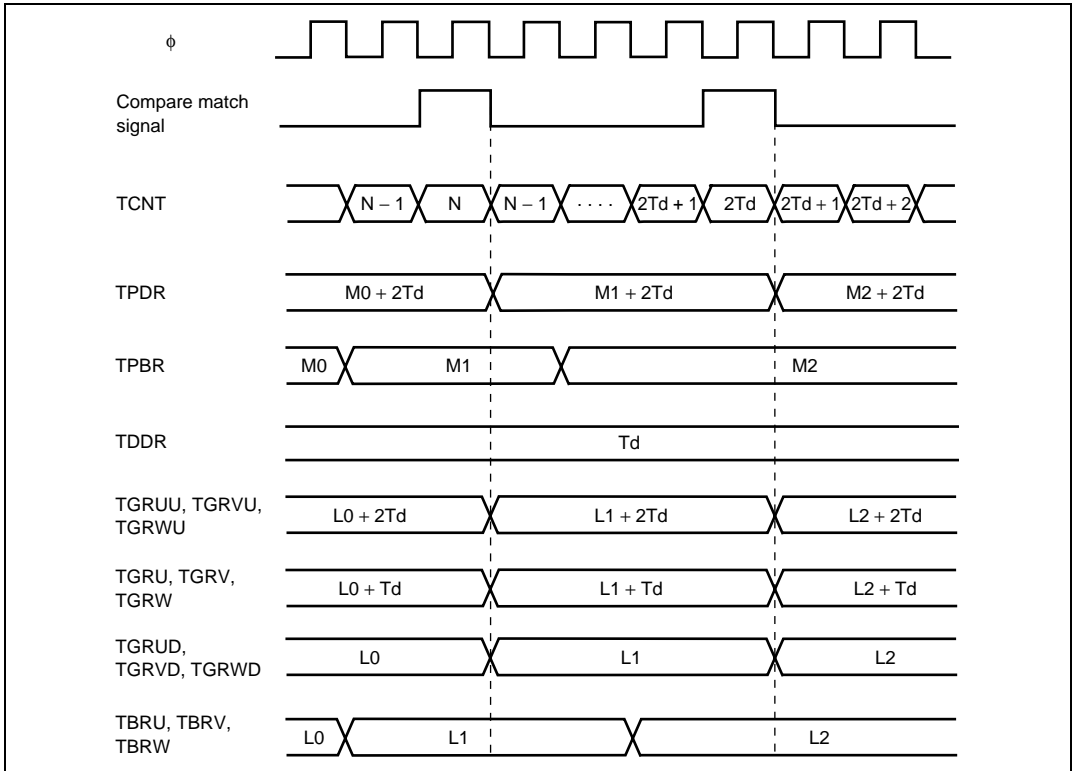 ϕ
Compare match
signal
TCNT
N − 1 N N − 1 · · · · 2Td + 1 2Td 2Td + 1 2Td + 2
TPDR
M0 + 2Td M1 + 2Td M2 + 2Td
TPBR
M0 M1 M2
TDDR
Td
TGRUU, TGRVU,
TGRWU
L0 + 2Td L1 + 2Td L2 + 2Td
TGRU, TGRV,
TGRW
L0 + Td L1 + Td L2 + Td
TGRUD,
TGRVD, TGRWD
L0 L1 L2
TBRU, TBRV,
TBRW
L0 L1 L2